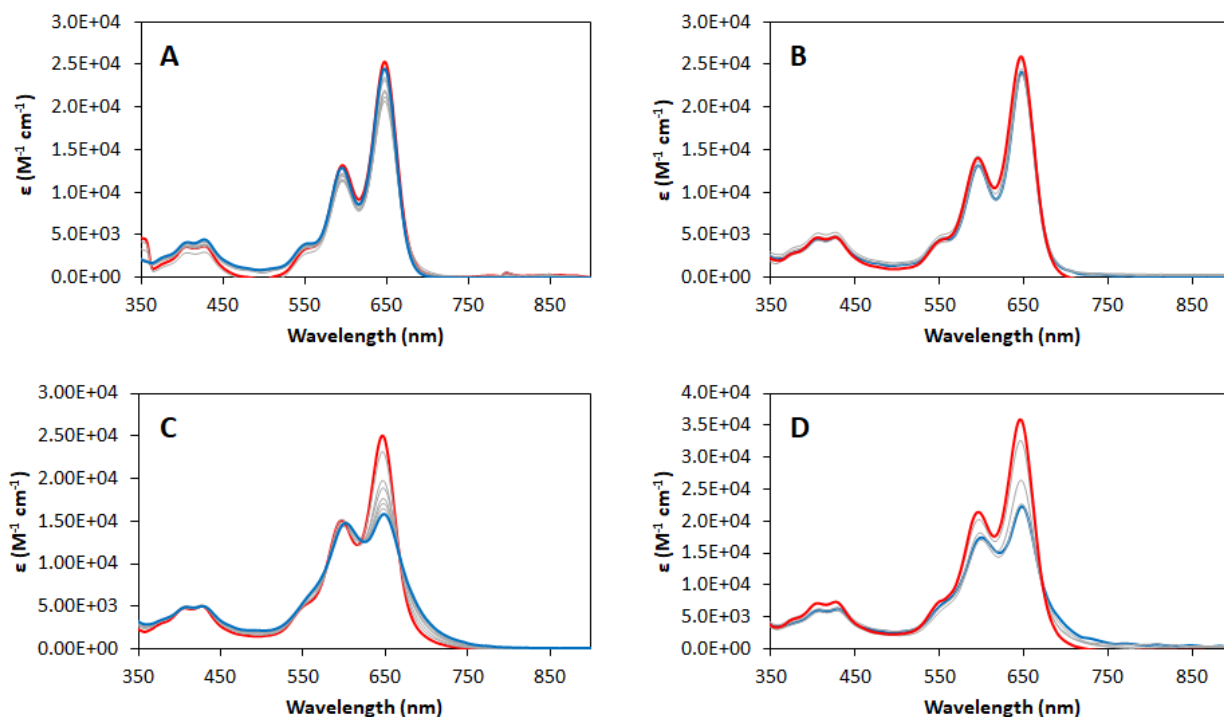 A
3.0E+04
2.5E+04
2.0E+04
1.5E+04
1.0E+04
5.0E+03
0.0E+00
350 450 550 650 750 850
Wavelength (nm)
ε (M-1 cm-1)
B
3.0E+04
2.5E+04
2.0E+04
1.5E+04
1.0E+04
5.0E+03
0.0E+00
350 450 550 650 750 850
Wavelength (nm)
ε (M-1 cm-1)
C
3.00E+04
2.50E+04
2.00E+04
1.50E+04
1.00E+04
5.00E+03
0.00E+00
350 450 550 650 750 850
Wavelength (nm)
ε (M-1 cm-1)
D
4.0E+04
3.5E+04
3.0E+04
2.5E+04
2.0E+04
1.5E+04
1.0E+04
5.0E+03
0.0E+00
350 450 550 650 750 850
Wavelength (nm)
ε (M-1 cm-1)